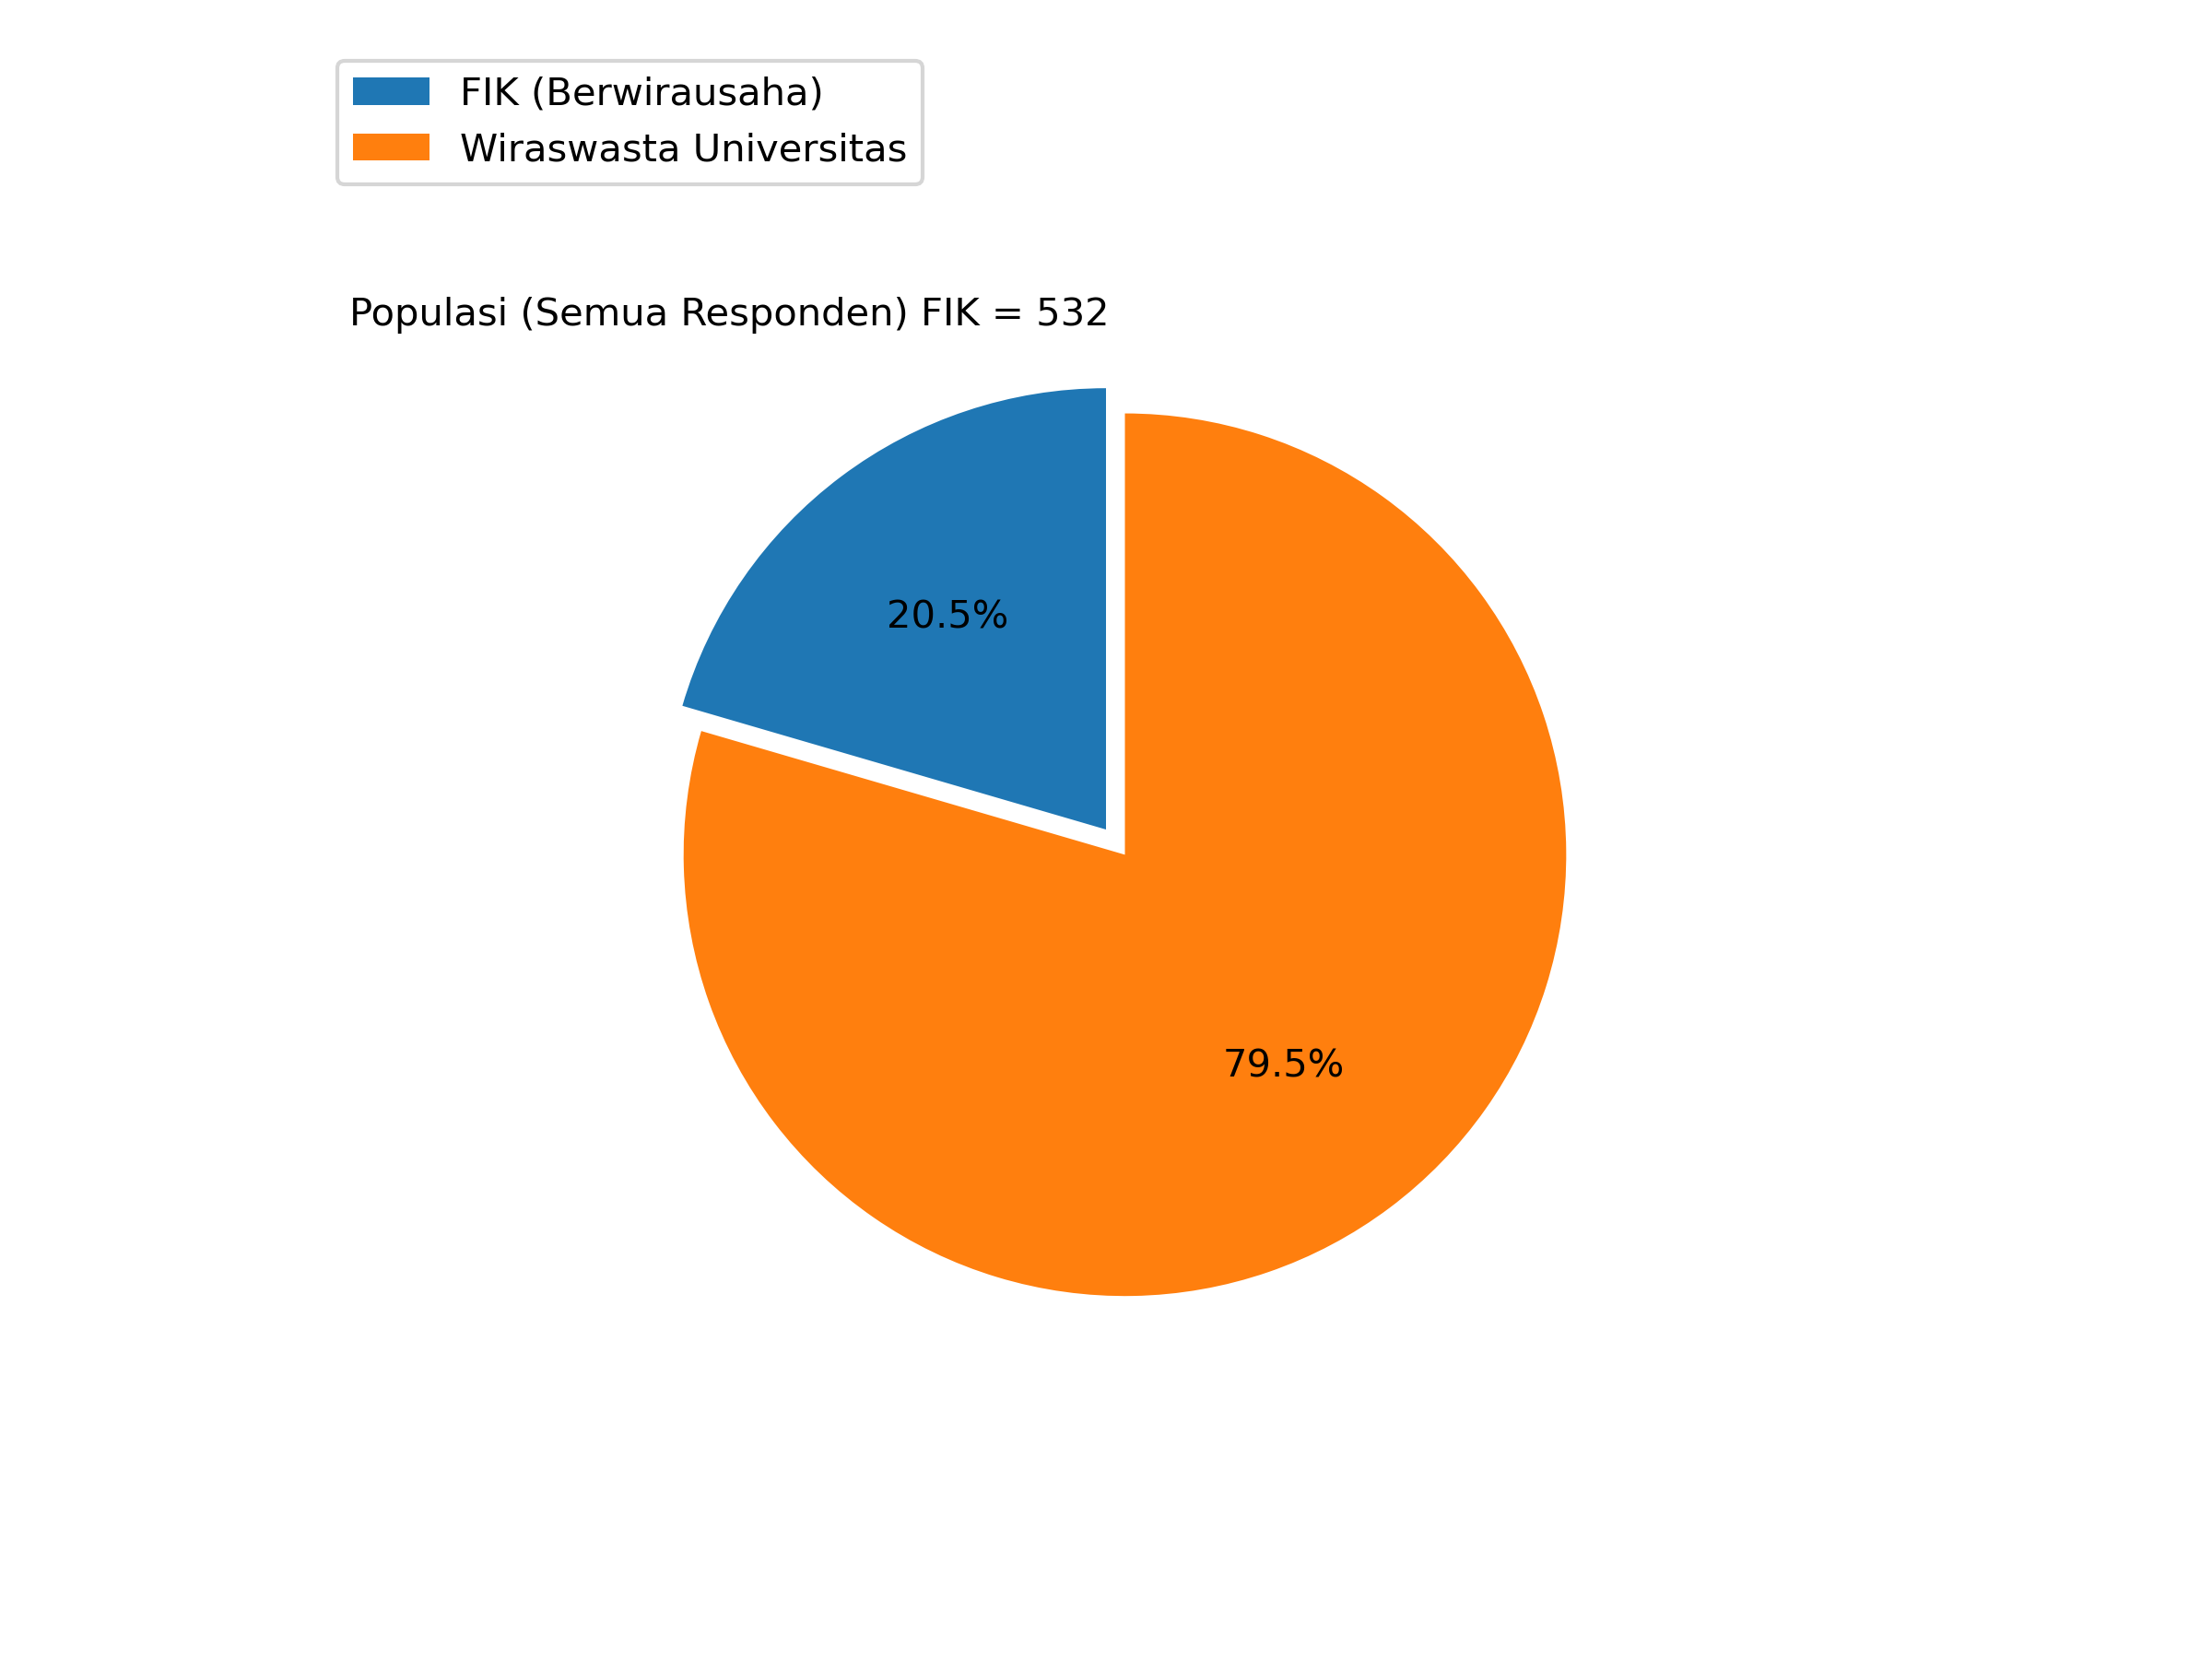 FIK (Berwirausaha)
Wiraswasta Universitas
Populasi (Semua Responden) FIK = 532
20.5%
79.5%